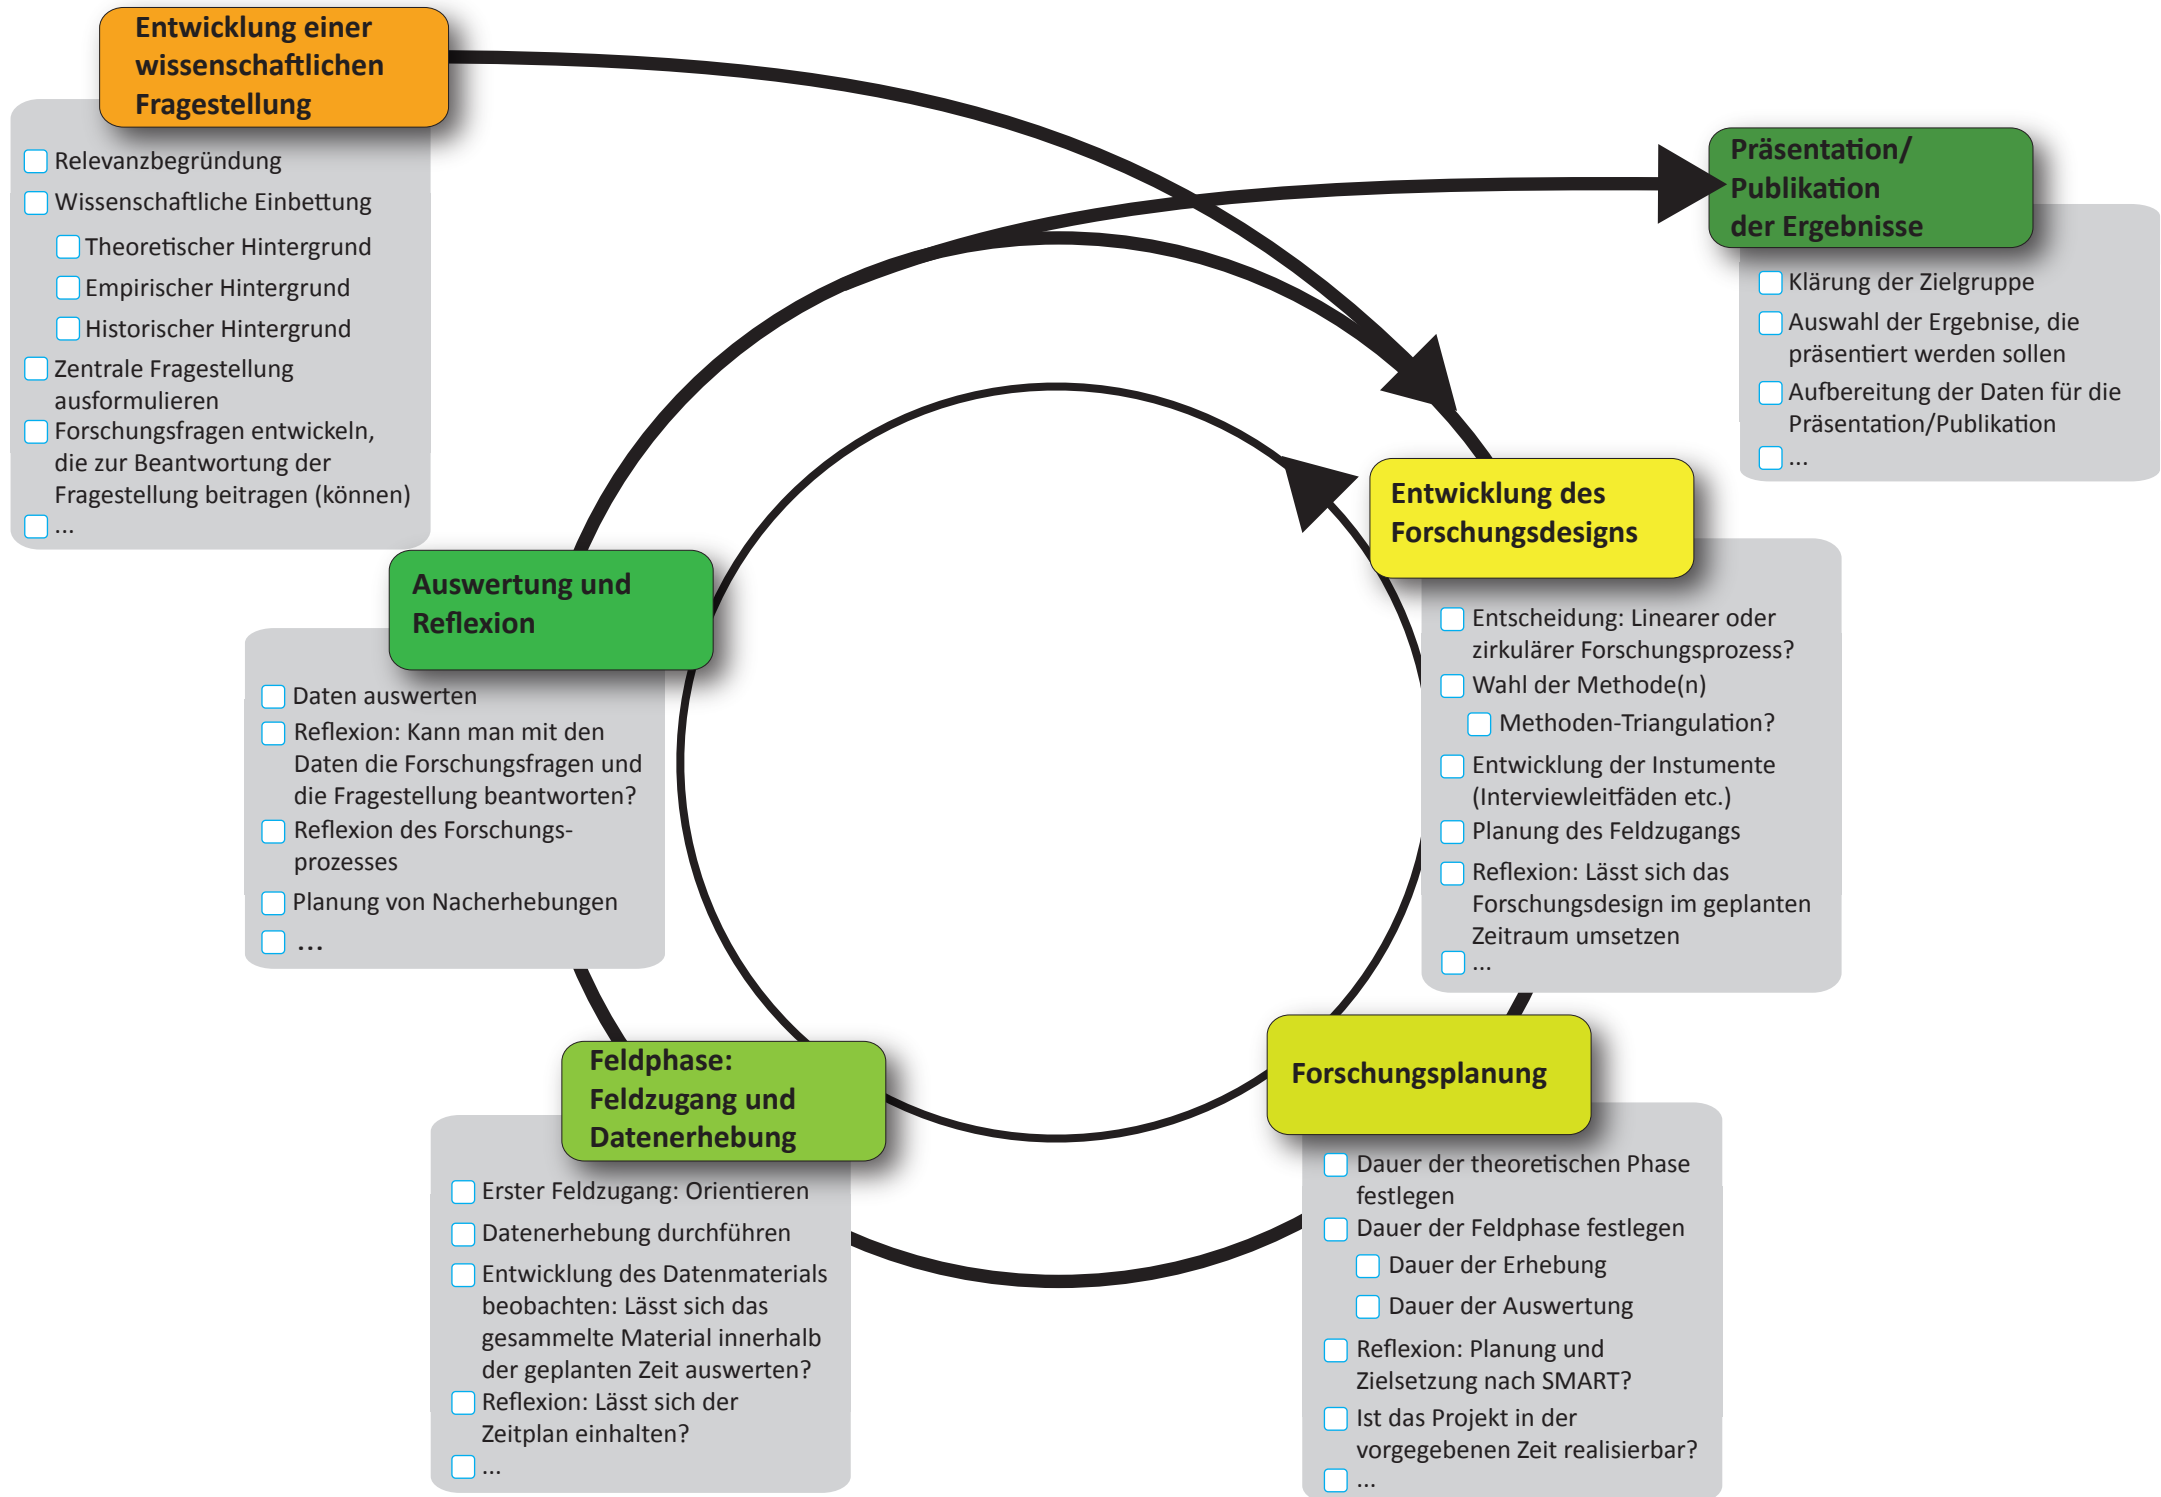 Entwicklung einer
wissenschaftlichen
Fragestellung
Relevanzbegründung
Wissenschaftliche Einbettung
Theoretischer Hintergrund
Empirischer Hintergrund
Historischer Hintergrund
Zentrale Fragestellung
ausformulieren
Forschungsfragen entwickeln,
die zur Beantwortung der
Fragestellung beitragen (können)
...
Präsentation/
Publikation
der Ergebnisse
Klärung der Zielgruppe
Auswahl der Ergebnise, die
präsentiert werden sollen
Aufbereitung der Daten für die
Präsentation/Publikation
...
Entwicklung des
Forschungsdesigns
Entscheidung: Linearer oder
zirkulärer Forschungsprozess?
Wahl der Methode(n)
Methoden-Triangulation?
Entwicklung der Instumente
(Interviewleitfäden etc.)
Planung des Feldzugangs
Reflexion: Lässt sich das
Forschungsdesign im geplanten
Zeitraum umsetzen
...
Auswertung und
Reflexion
Daten auswerten
Reflexion: Kann man mit den
Daten die Forschungsfragen und
die Fragestellung beantworten?
Reflexion des Forschungs-
prozesses
Planung von Nacherhebungen
...
Feldphase:
Feldzugang und
Datenerhebung
Erster Feldzugang: Orientieren
Datenerhebung durchführen
Entwicklung des Datenmaterials
beobachten: Lässt sich das
gesammelte Material innerhalb
der geplanten Zeit auswerten?
Reflexion: Lässt sich der
Zeitplan einhalten?
...
Forschungsplanung
Dauer der theoretischen Phase
festlegen
Dauer der Feldphase festlegen
Dauer der Erhebung
Dauer der Auswertung
Reflexion: Planung und
Zielsetzung nach SMART?
Ist das Projekt in der
vorgegebenen Zeit realisierbar?
...